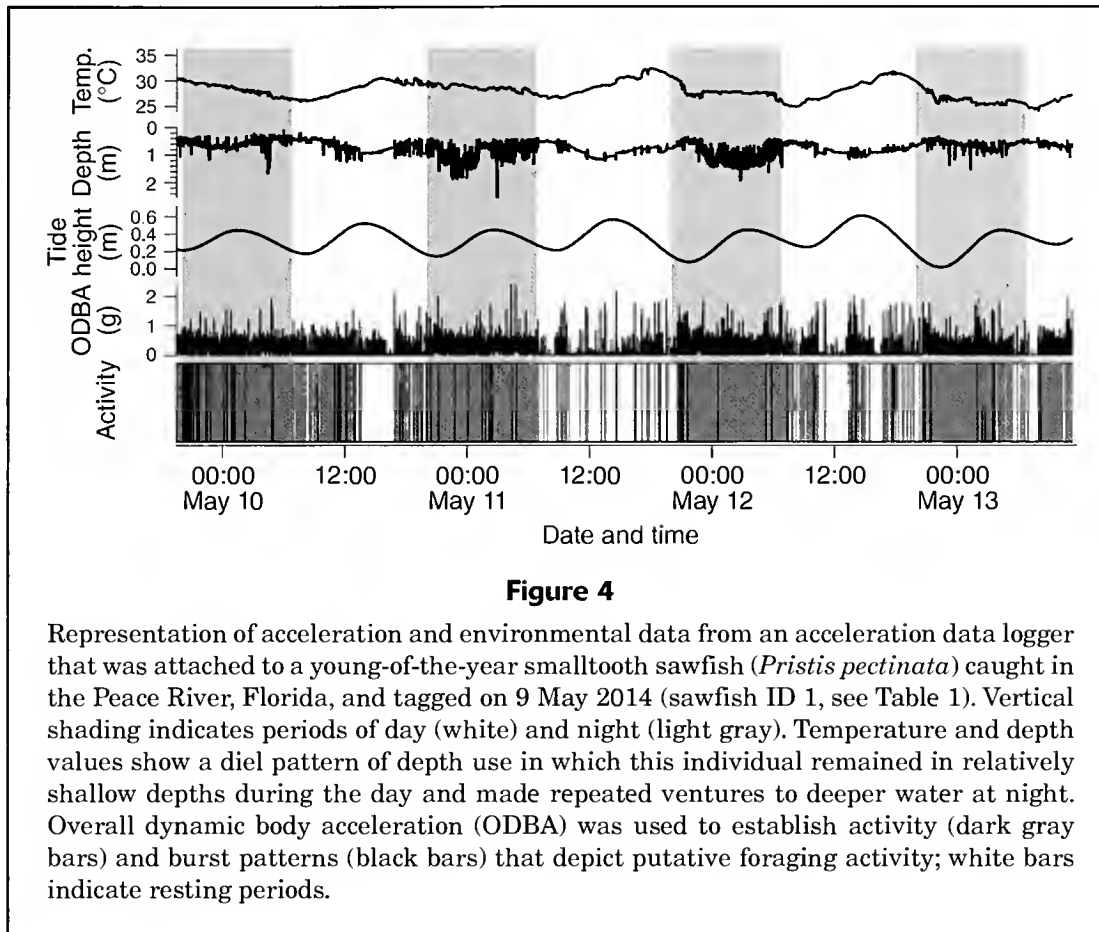 Temp.
(°C)
35
30
25
Depth
(m)
0
1
2
Tide
height
(m)
0.6
0.4
0.2
0.0
ODBA
(g)
2
1
0
Activity
00:00 12:00 00:00 12:00 00:00 12:00 00:00
May 10 May 11 May 12 May 13
Date and time
Figure 4
Representation of acceleration and environmental data from an acceleration data logger
that was attached to a young-of-the-year smalltooth sawfish (Pristis pectinata) caught in
the Peace River, Florida, and tagged on 9 May 2014 (sawfish ID 1, see Table 1). Vertical
shading indicates periods of day (white) and night (light gray). Temperature and depth
values show a diel pattern of depth use in which this individual remained in relatively
shallow depths during the day and made repeated ventures to deeper water at night.
Overall dynamic body acceleration (ODBA) was used to establish activity (dark gray
bars) and burst patterns (black bars) that depict putative foraging activity; white bars
indicate resting periods.